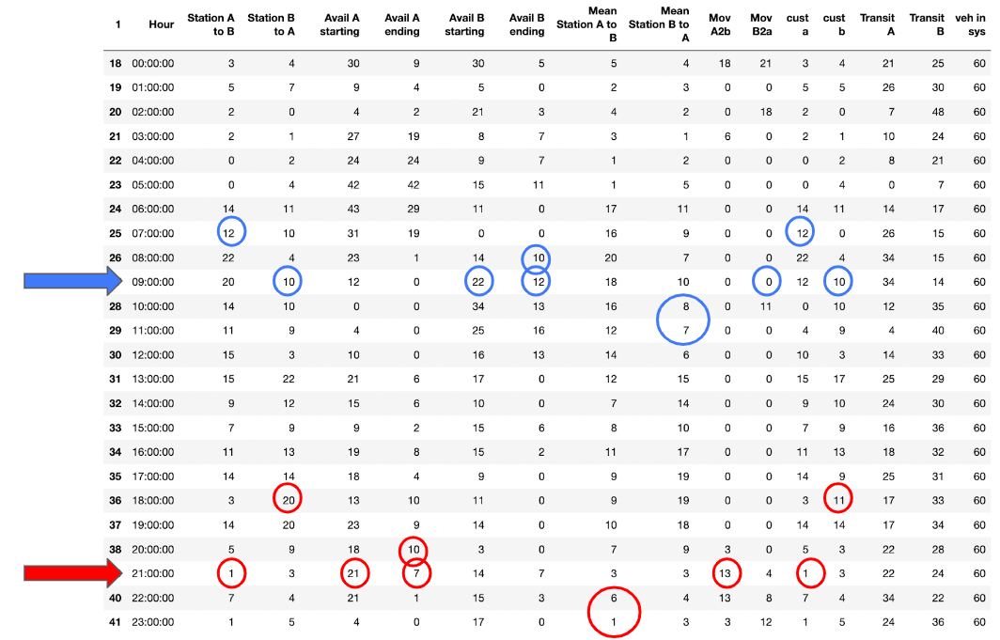 1 Hour Station A to B Station B to A Avail A starting Avail A ending Avail B starting Avail B ending Mean Station A to B Mean Station B to A Mov A2b Mov B2a cust a cust b Transit A Transit B veh in sys
18 00:00:00 3 4 30 9 30 5 5 4 18 21 3 4 21 25 60
19 01:00:00 5 7 9 4 5 0 2 3 0 0 5 5 26 30 60
20 02:00:00 2 0 4 2 21 3 4 2 0 18 2 0 7 48 60
21 03:00:00 2 1 27 19 8 7 3 1 6 0 2 1 10 24 60
22 04:00:00 0 2 24 24 9 7 1 2 0 0 0 2 8 21 60
23 05:00:00 0 4 42 42 15 11 1 5 0 0 0 4 0 7 60
24 06:00:00 14 11 43 29 11 0 17 11 0 0 14 11 14 17 60
25 07:00:00 12 10 31 19 0 0 16 9 0 0 12 0 26 15 60
26 08:00:00 22 4 23 1 14 10 20 7 0 0 22 4 34 15 60
09:00:00 20 10 12 0 22 12 18 10 0 0 12 10 34 14 60
28 10:00:00 14 10 0 0 34 13 16 8 0 11 0 10 12 35 60
29 11:00:00 11 9 4 0 25 16 12 7 0 0 4 9 4 40 60
30 12:00:00 15 3 10 0 16 13 14 6 0 0 10 3 14 33 60
31 13:00:00 15 22 21 6 17 0 12 15 0 0 15 17 25 29 60
32 14:00:00 9 12 15 6 10 0 7 14 0 0 9 10 24 30 60
33 15:00:00 7 9 9 2 15 6 8 10 0 0 7 9 16 36 60
34 16:00:00 11 13 19 8 15 2 11 17 0 0 11 13 18 32 60
35 17:00:00 14 14 18 4 9 0 9 19 0 0 14 9 25 31 60
36 18:00:00 3 20 13 10 11 0 9 19 0 0 3 11 17 33 60
37 19:00:00 14 20 23 9 14 0 10 18 0 0 14 14 17 34 60
38 20:00:00 5 9 18 10 3 0 7 9 3 0 5 3 22 28 60
21:00:00 1 3 21 7 14 7 3 3 13 4 1 3 22 24 60
40 22:00:00 7 4 21 1 15 3 6 4 13 8 7 4 34 22 60
41 23:00:00 1 5 4 0 17 0 1 3 3 12 1 5 24 36 60